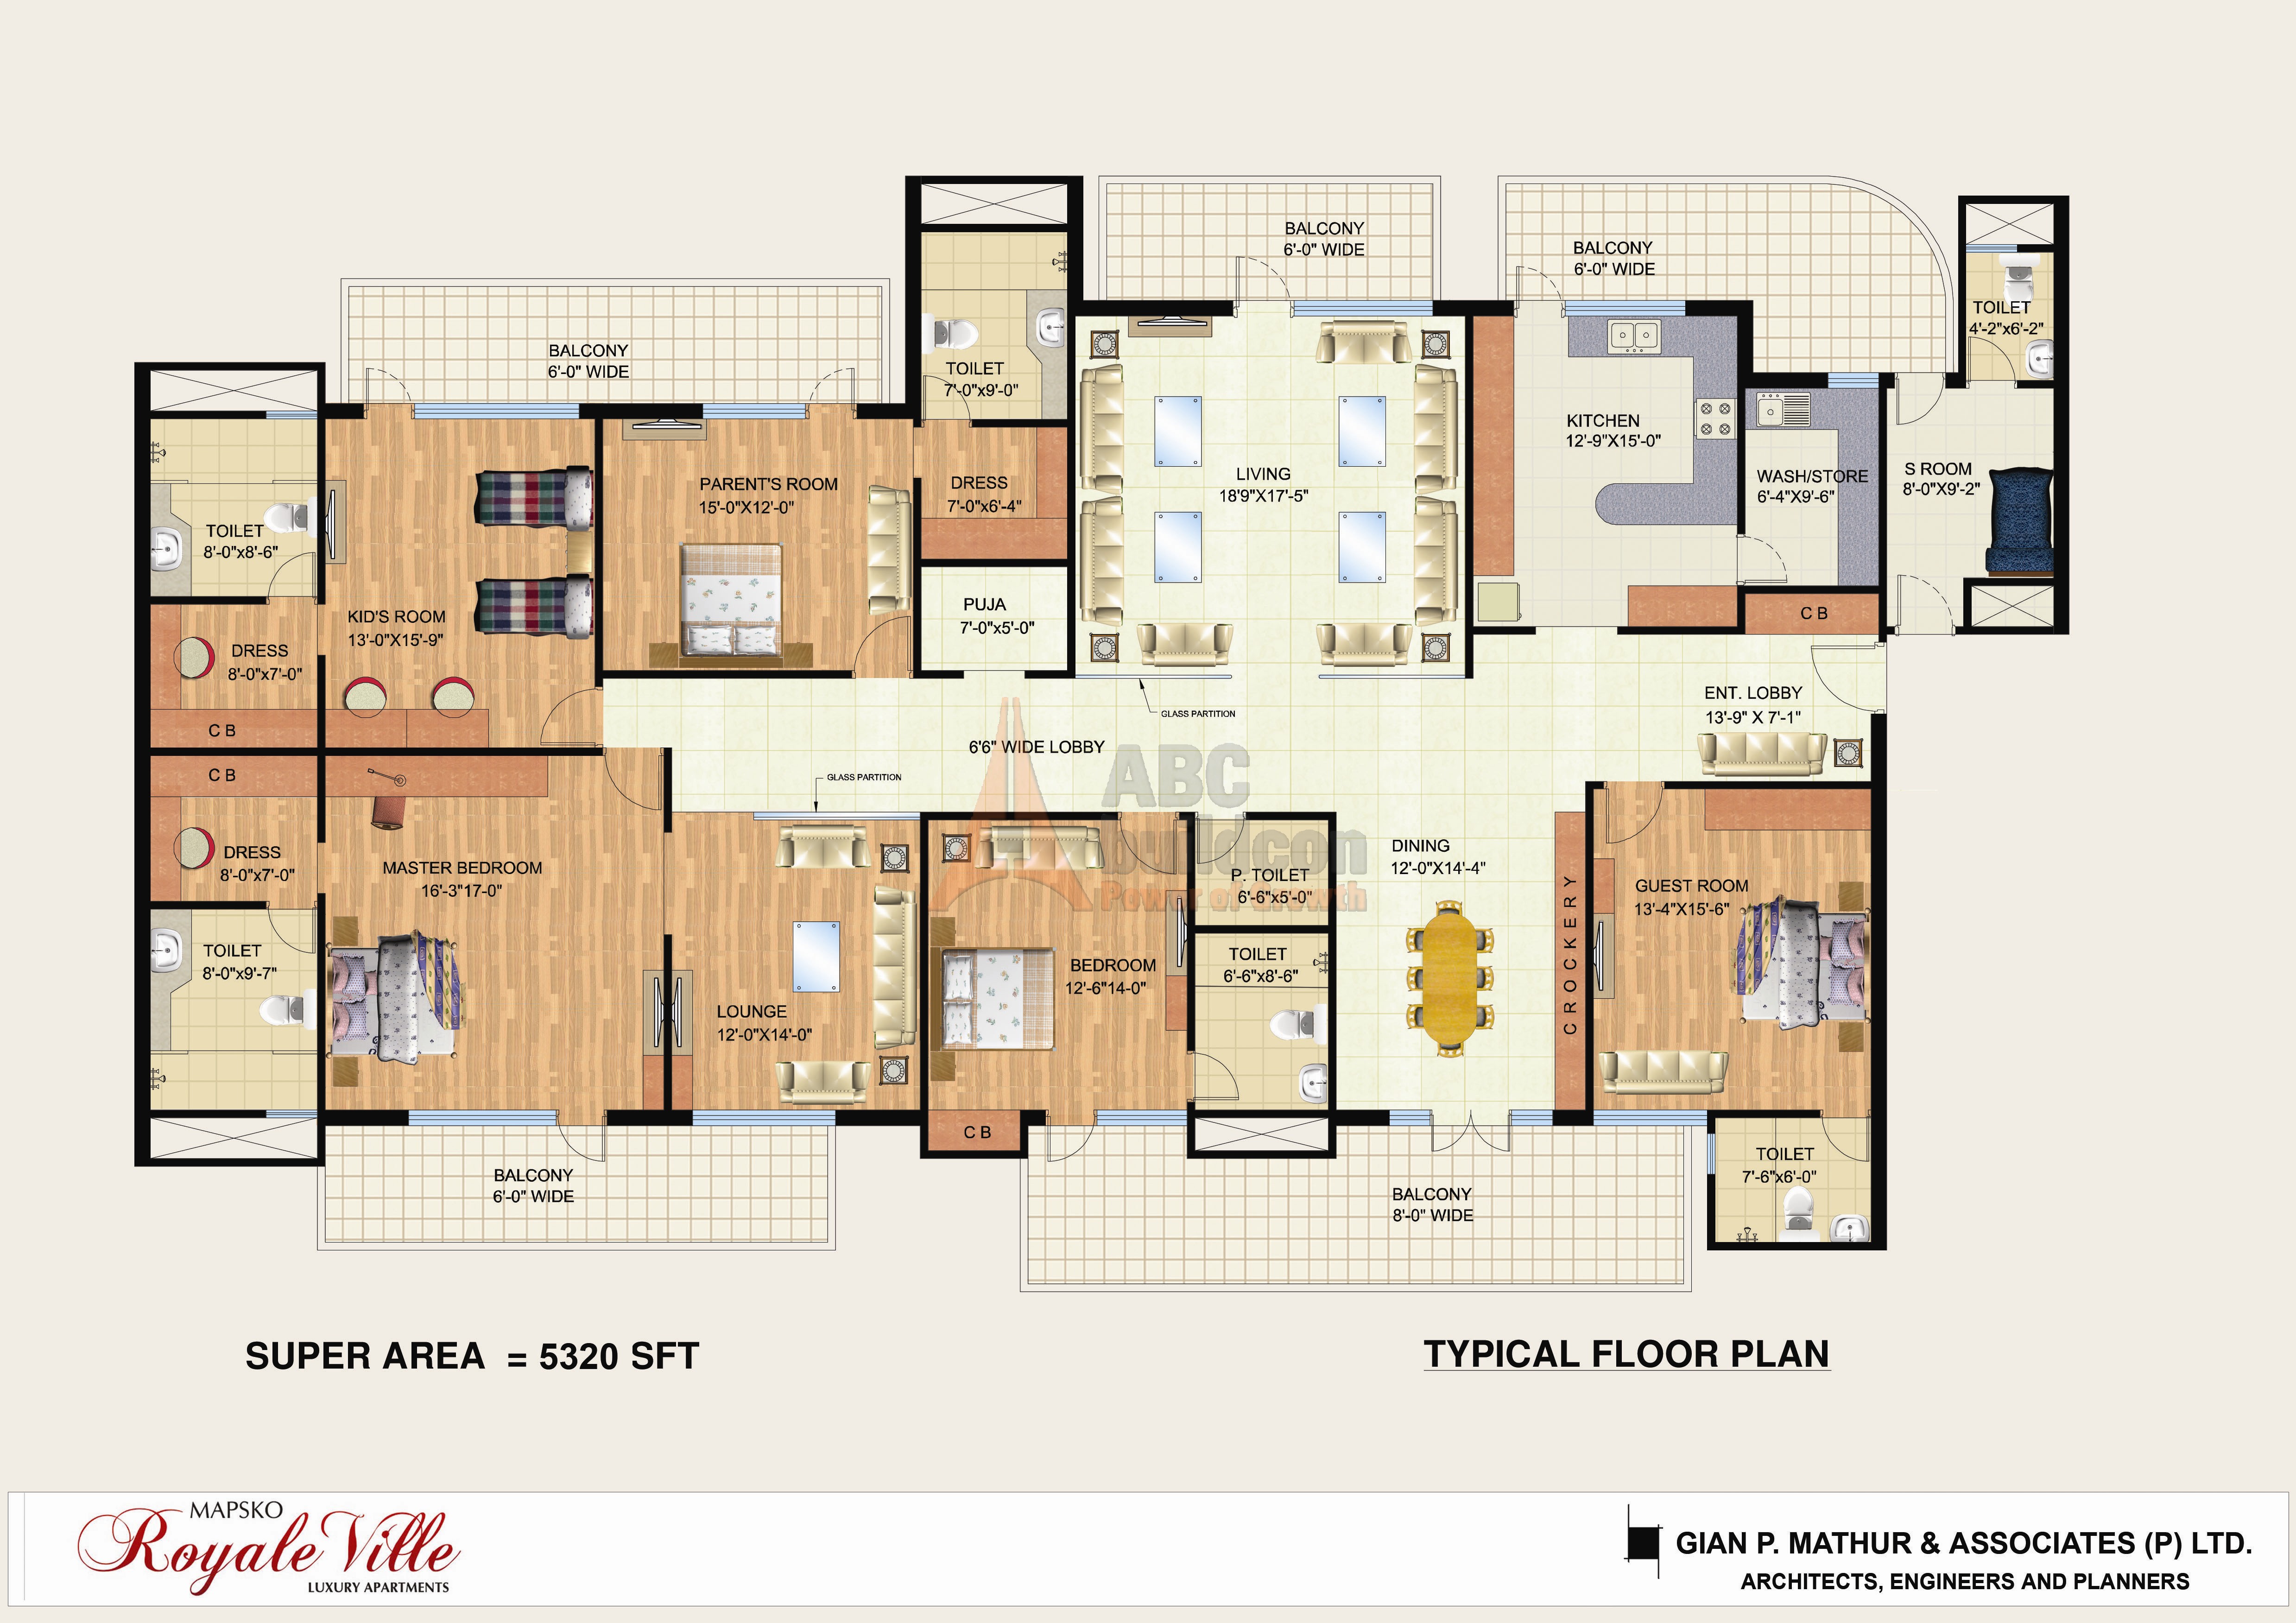 BALCONY
6'-0" WIDE
BALCONY
6'-0" WIDE
BALCONY
6'-0" WIDE
TOILET
4'-2"x6'-2"
TOILET
7'-0"x9'-0"
KITCHEN
12'-9"X15'-0"
LIVING
18'9"X17'-5"
WASH/STORE
6'-4"X9'-6"
S ROOM
8'-0"X9'-2"
PARENT'S ROOM
15'-0"X12'-0"
DRESS
7'-0"x6'-4"
TOILET
8'-0"x8'-6"
KID'S ROOM
13'-0"X15'-9"
PUJA
7'-0"x5'-0"
C B
DRESS
8'-0"x7'-0"
C B
ENT. LOBBY
13'-9" X 7'-1"
GLASS PARTITION
6'6" WIDE LOBBY
GLASS PARTITION
C B
ABC
buildcon
Power of Growth
DRESS
8'-0"x7'-0"
MASTER BEDROOM
16'-3"17'-0"
P. TOILET
6'-6"x5'-0"
DINING
12'-0"X14'-4"
CROCKERY
GUEST ROOM
13'-4"X15'-6"
TOILET
8'-0"x9'-7"
LOUNGE
12'-0"X14'-0"
BEDROOM
12'-6"14-0"
TOILET
6'-6"x8'-6"
C B
TOILET
7'-6"x6'-0"
BALCONY
6'-0" WIDE
BALCONY
8'-0" WIDE
SUPER AREA = 5320 SFT
TYPICAL FLOOR PLAN
MAPSKO
Royale Ville
LUXURY APARTMENTS
GIAN P. MATHUR & ASSOCIATES (P) LTD.
ARCHITECTS, ENGINEERS AND PLANNERS